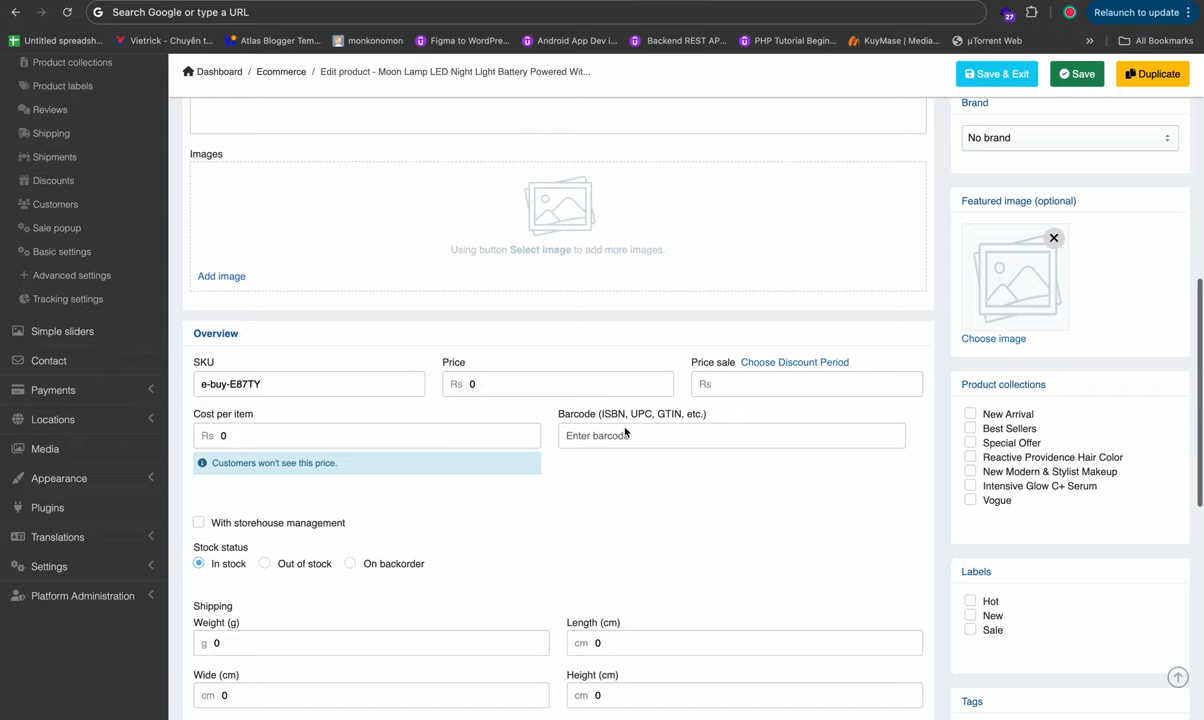 Search Google or type a URL
27
Relaunch to update
Untitled spreadsh...
Vietrick - Chuyên t...
Atlas Blogger Tem...
monkonomon
Figma to WordPre...
Android App Dev i...
Backend REST AP...
PHP Tutorial Begin...
KuyMase | Media...
µTorrent Web
»
All Bookmarks
Product collections
Product labels
Reviews
Shipping
Shipments
Discounts
Customers
Sale popup
Basic settings
Advanced settings
Tracking settings
Simple sliders
Contact
Payments
Locations
Media
Appearance
Plugins
Translations
Settings
Platform Administration
Dashboard / Ecommerce / Edit product - Moon Lamp LED Night Light Battery Powered Wit...
Save & Exit
Save
Duplicate
Images
Using button Select image to add more images.
Add image
Overview
SKU
e-buy-E87TY
Price
Rs 0
Price sale Choose Discount Period
Rs
Cost per item
Rs 0
Customers won't see this price.
Barcode (ISBN, UPC, GTIN, etc.)
Enter barcode
With storehouse management
Stock status
In stock
Out of stock
On backorder
Shipping
Weight (g)
g 0
Length (cm)
cm 0
Wide (cm)
cm 0
Height (cm)
cm 0
Brand
No brand
Featured image (optional)
Choose image
Product collections
New Arrival
Best Sellers
Special Offer
Reactive Providence Hair Color
New Modern & Stylist Makeup
Intensive Glow C+ Serum
Vogue
Labels
Hot
New
Sale
Tags